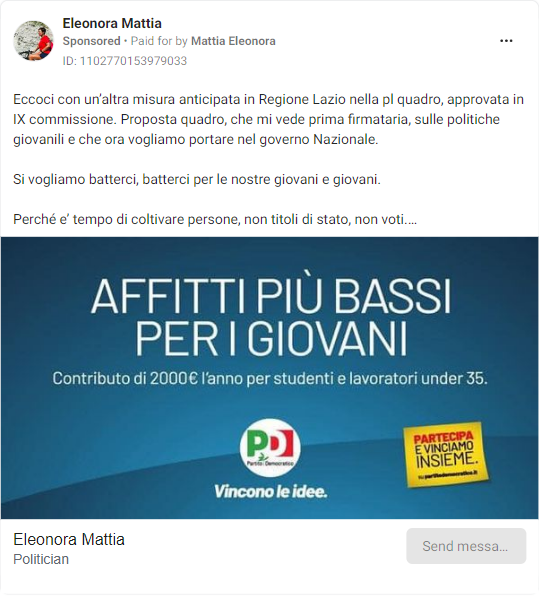 Eleonora Mattia
Sponsored • Paid for by Mattia Eleonora
ID: 1102770153979033
Eccoci con un'altra misura anticipata in Regione Lazio nella pl quadro, approvata in
IX commissione. Proposta quadro, che mi vede prima firmataria, sulle politiche
giovanili e che ora vogliamo portare nel governo Nazionale.
Si vogliamo batterci, batterci per le nostre giovani e giovani.
Perché e' tempo di coltivare persone, non titoli di stato, non voti....
AFFITTI PIÙ BASSI
PER I GIOVANI
Contributo di 2000€ l'anno per studenti e lavoratori under 35.
PD
Partito Democratico
PARTECIPA
E VINCIAMO
INSIEME.
partitodemocratico.it
Vincono le idee.
Eleonora Mattia
Politician
Send messa...